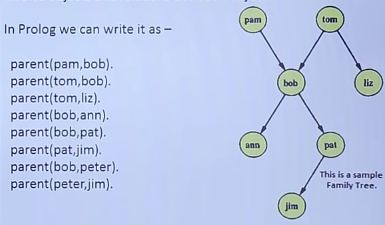 In Prolog we can write it as –
parent(pam,bob).
parent(tom,bob).
parent(tom,liz).
parent(bob,ann).
parent(bob,pat).
parent(pat,jim).
parent(bob,peter).
parent(peter,jim).
pam
tom
bob
liz
ann
pat
This is a sample
Family Tree.
jim